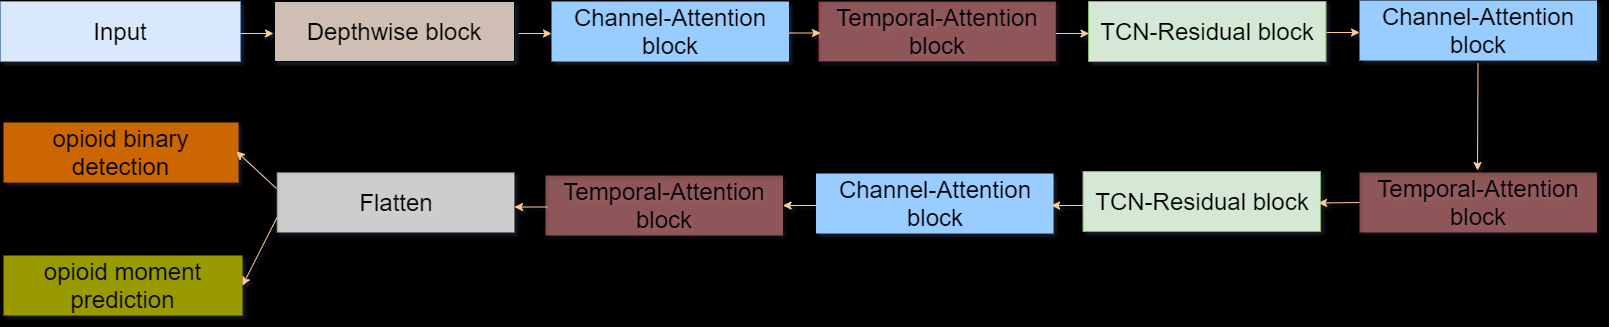 Input
Depthwise block
Channel-Attention
block
Temporal-Attention
block
TCN-Residual block
Channel-Attention
block
Temporal-Attention
block
TCN-Residual block
Channel-Attention
block
Temporal-Attention
block
Flatten
opioid binary
detection
opioid moment
prediction